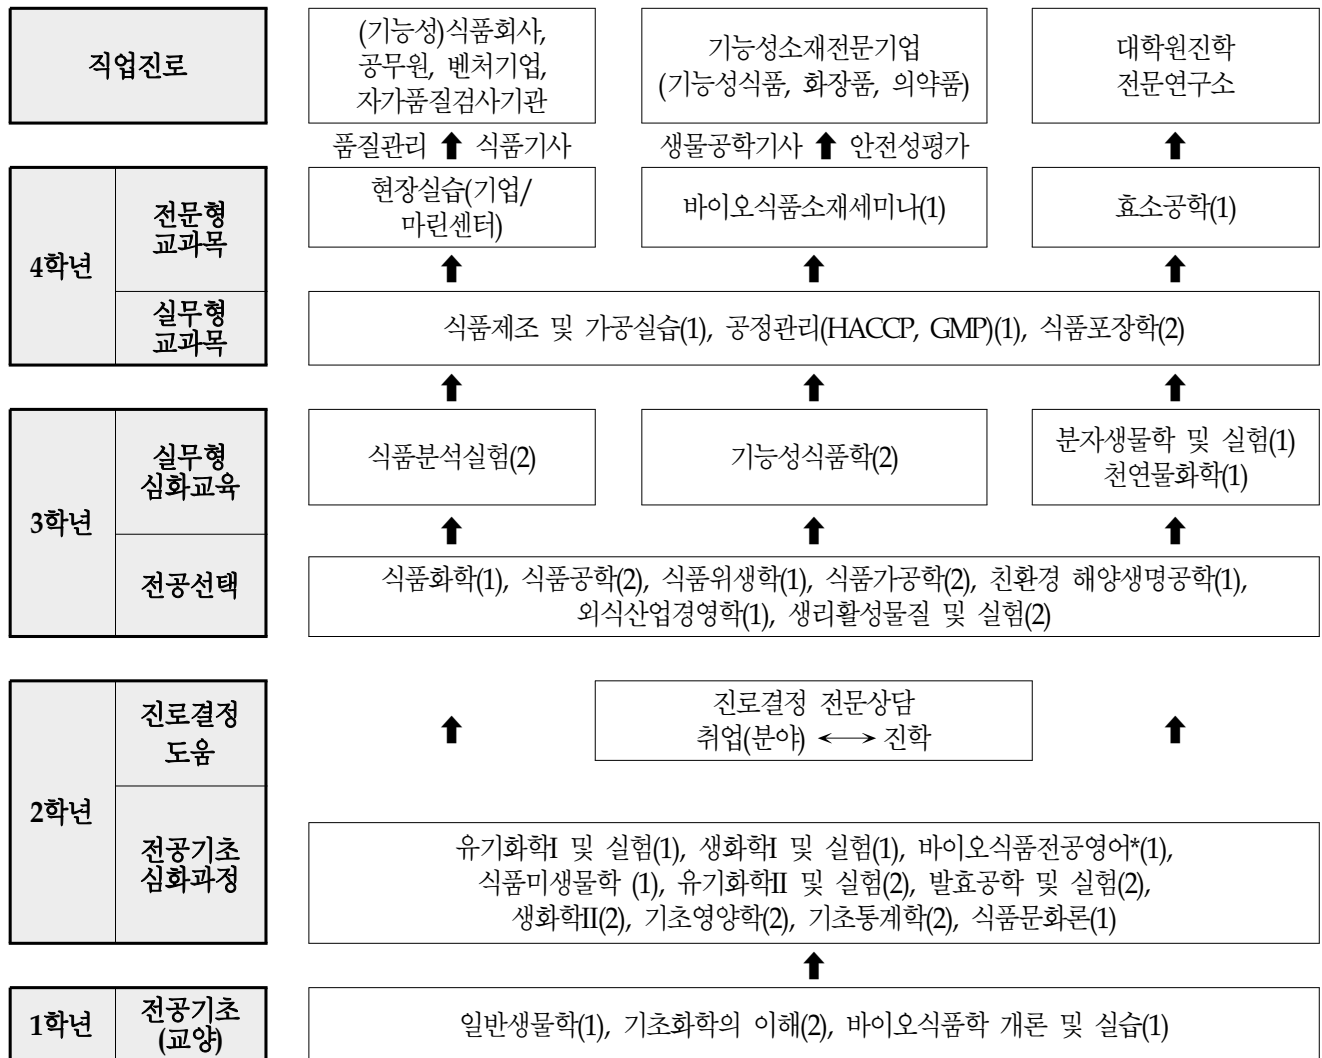 직업진로
(기능성)식품회사,
공무원, 벤처기업,
자가품질검사기관
기능성소재전문기업
(기능성식품, 화장품, 의약품)
대학원진학
전문연구소
품질관리 식품기사
생물공학기사 안전성평가
4학년
전문형
교과목
현장실습(기업/
마린센터)
바이오식품소재세미나(1)
효소공학(1)
실무형
교과목
식품제조 및 가공실습(1), 공정관리(HACCP, GMP)(1), 식품포장학(2)
3학년
실무형
심화교육
식품분석실험(2)
기능성식품학(2)
분자생물학 및 실험(1)
천연물화학(1)
전공선택
식품화학(1), 식품공학(2), 식품위생학(1), 식품가공학(2), 친환경 해양생명공학(1),
외식산업경영학(1), 생리활성물질 및 실험(2)
2학년
진로결정
도움
진로결정 전문상담
취업(분야) ⟷ 진학
전공기초
심화과정
유기화학I 및 실험(1), 생화학I 및 실험(1), 바이오식품전공영어*(1),
식품미생물학 (1), 유기화학II 및 실험(2), 발효공학 및 실험(2),
생화학II(2), 기초영양학(2), 기초통계학(2), 식품문화론(1)
1학년
전공기초
(교양)
일반생물학(1), 기초화학의 이해(2), 바이오식품학 개론 및 실습(1)